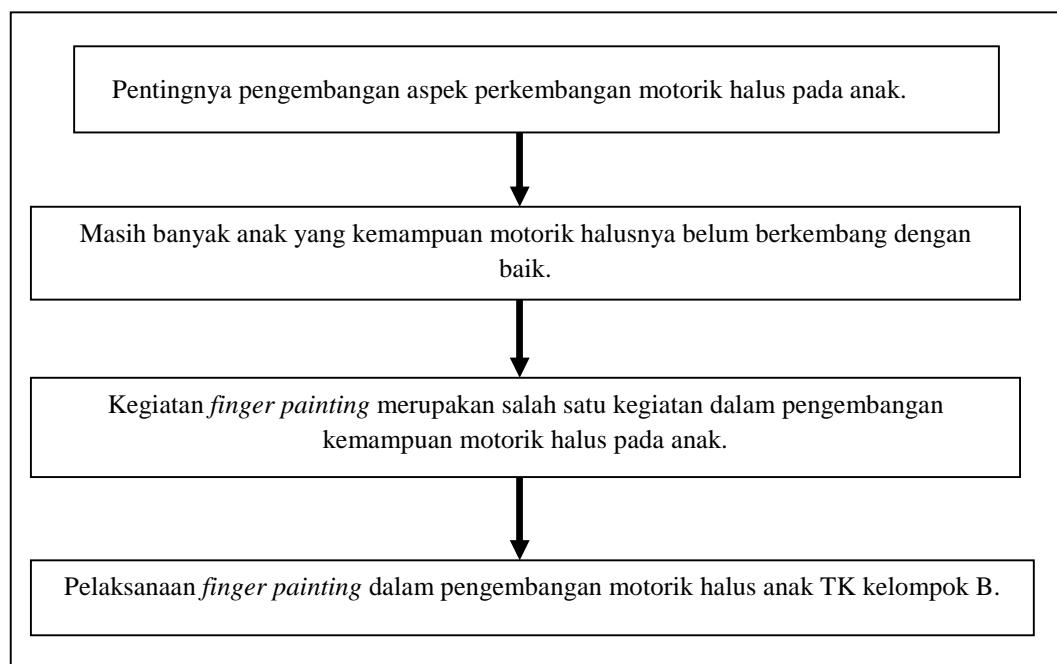 Pentingnya pengembangan aspek perkembangan motorik halus pada anak.
Masih banyak anak yang kemampuan motorik halusnya belum berkembang dengan
baik.
Kegiatan finger painting merupakan salah satu kegiatan dalam pengembangan
kemampuan motorik halus pada anak.
Pelaksanaan finger painting dalam pengembangan motorik halus anak TK kelompok B.